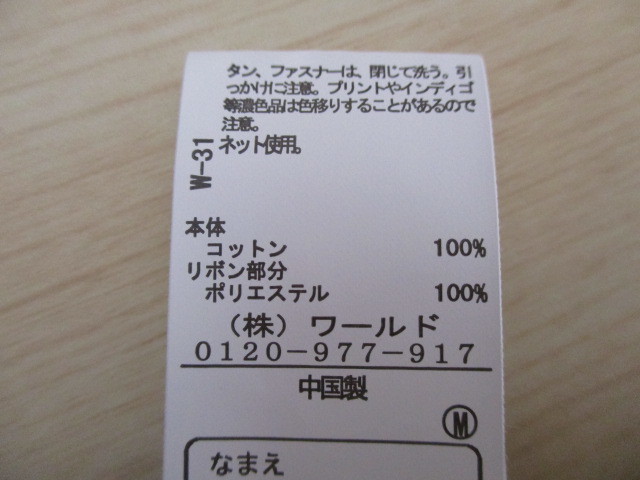 タン、ファスナーは、閉じて洗う。引
っかけに注意。プリントやインディゴ
等濃色品は色移りすることがあるので
注意。
ネット使用。
W-31
本体
コットン 100%
リボン部分
ポリエステル 100%
（株）ワールド
0120-977-917
中国製
M
なまえ